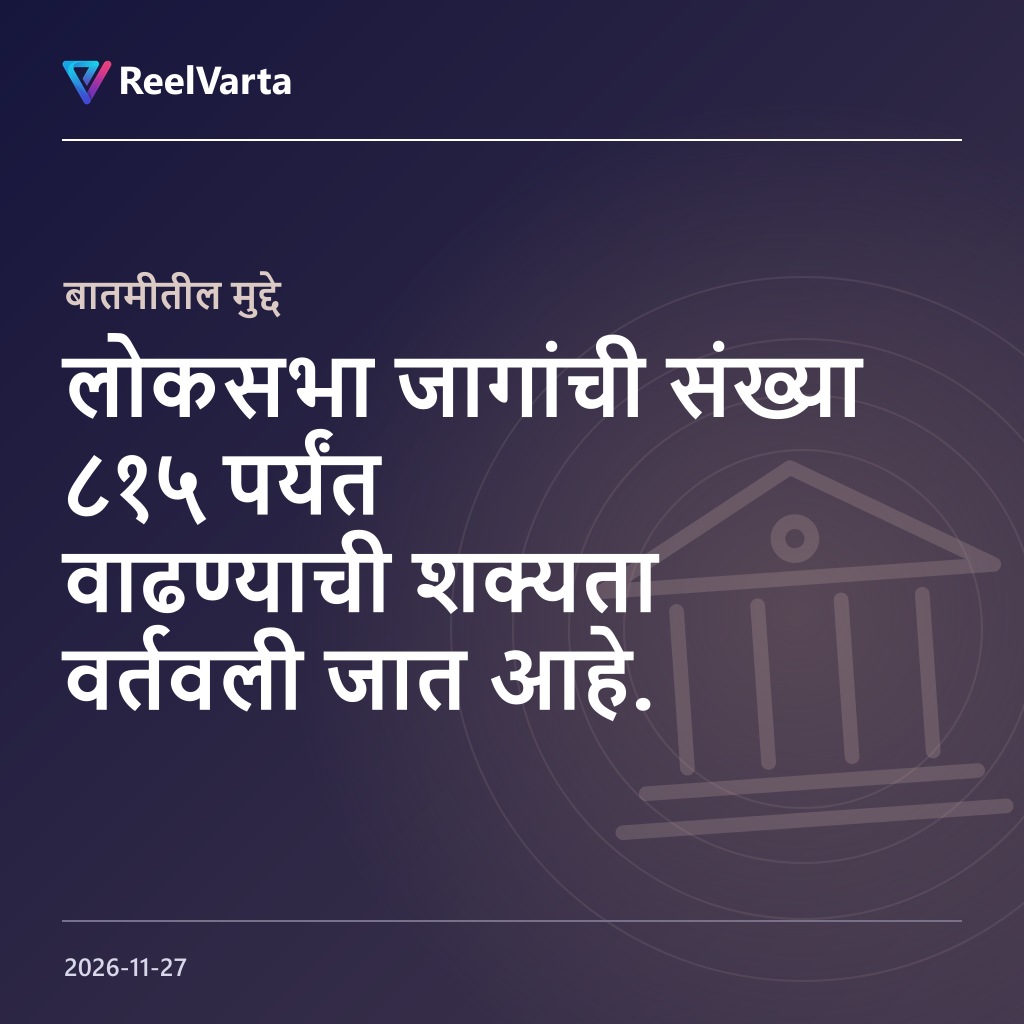 ReelVarta
बातमीतील मुद्दे
लोकसभा जागांची संख्या
८१५ पर्यंत
वाढण्याची शक्यता
वर्तवली जात आहे.
2026-11-27